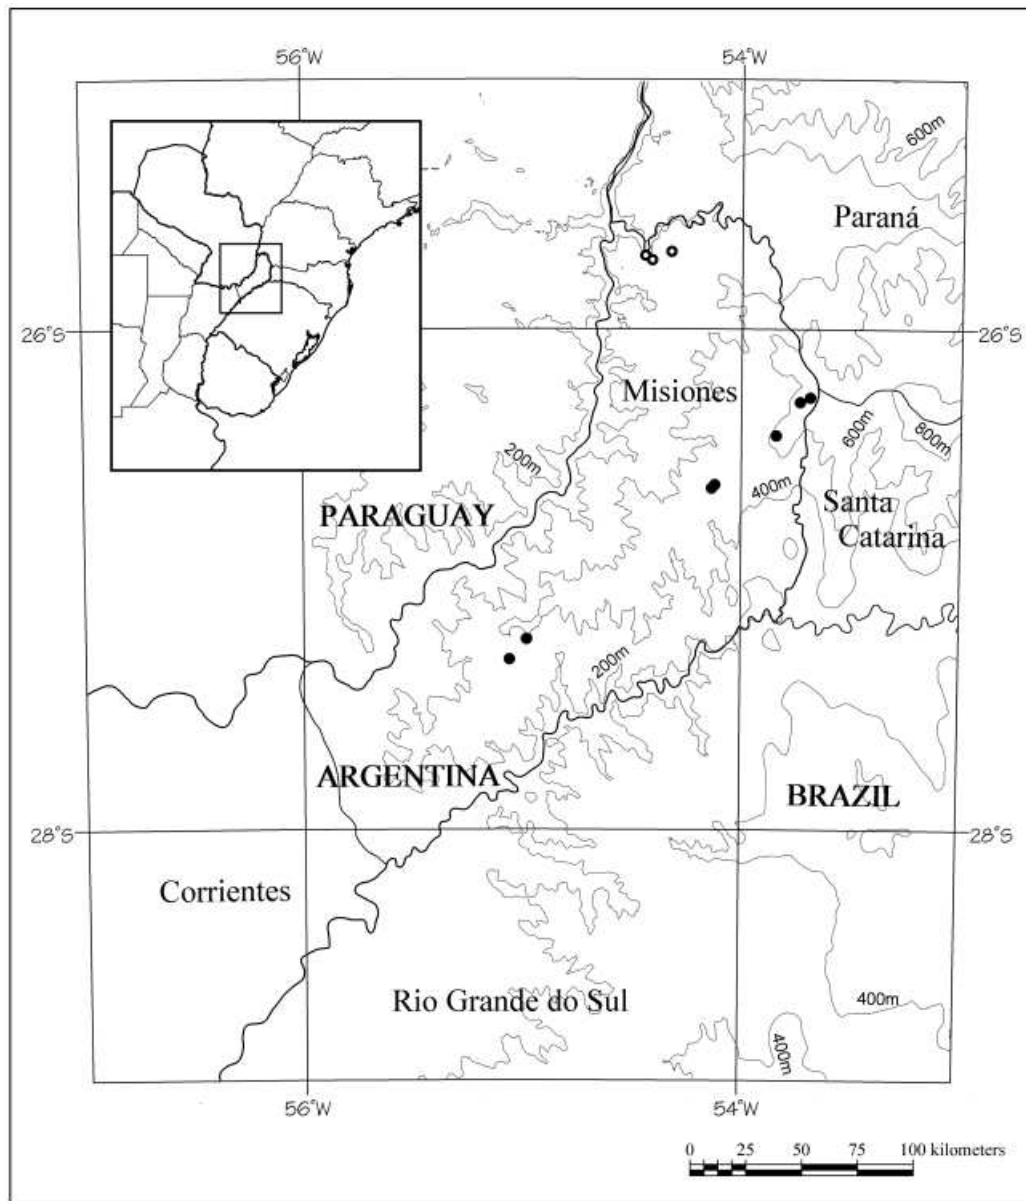 56°W
54°W
600m
Paraná
26°S
26°S
Misiones
200m
600m
800m
400m
PARAGUAY
Santa
Catarina
200m
ARGENTINA
BRAZIL
28°S
28°S
Corrientes
Rio Grande do Sul
400m
400m
56°W
54°W
0 25 50 75 100 kilometers